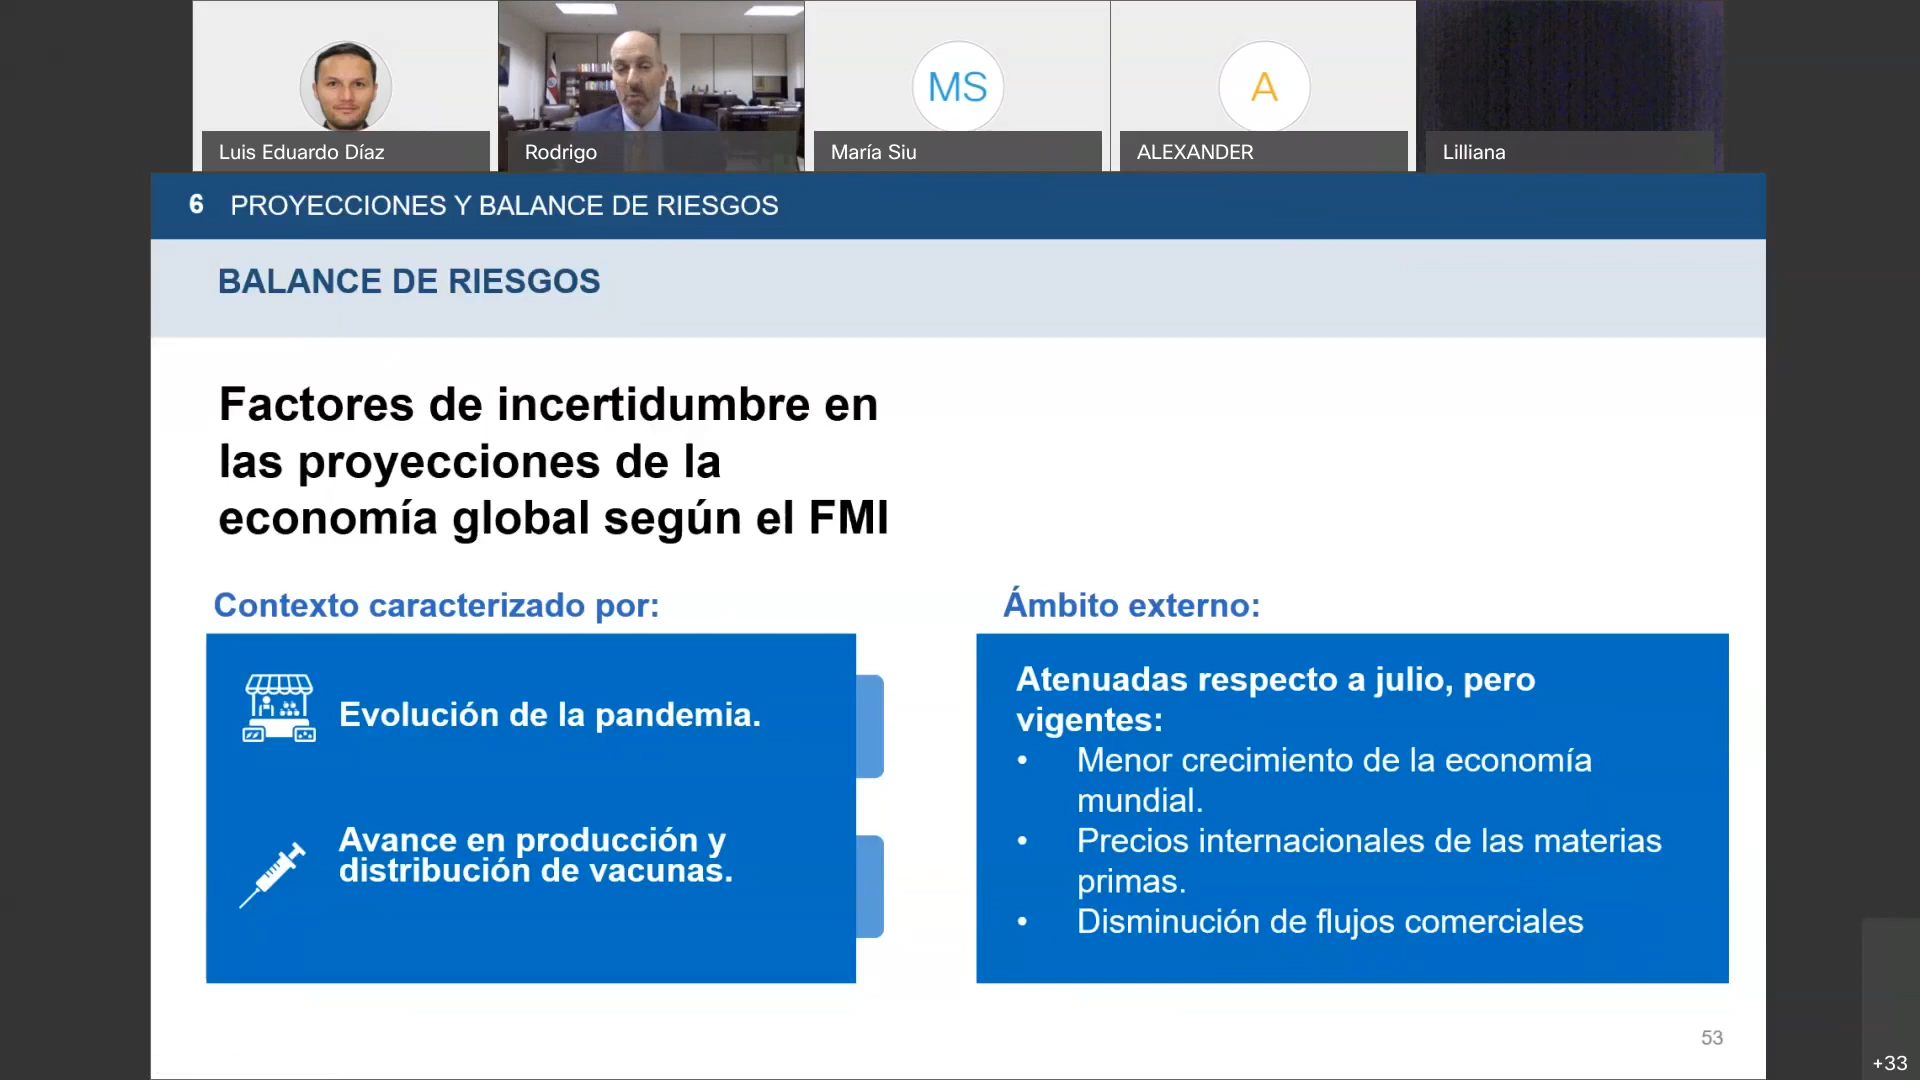 MS
A
Luis Eduardo Díaz
Rodrigo
María Siu
ALEXANDER
Lilliana
6 PROYECCIONES Y BALANCE DE RIESGOS
BALANCE DE RIESGOS
Factores de incertidumbre en
las proyecciones de la
economía global según el FMI
Contexto caracterizado por:
Evolución de la pandemia.
Avance en producción y
distribución de vacunas.
Ámbito externo:
Atenuadas respecto a julio, pero
vigentes:
• Menor crecimiento de la economía
mundial.
• Precios internacionales de las materias
primas.
• Disminución de flujos comerciales
53
+33